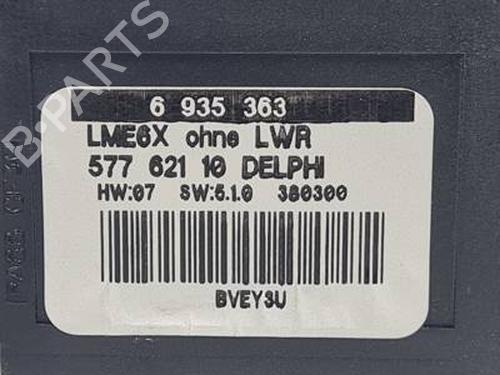 B-PARTS
6 935 363
LME6X ohne LWR
577 621 10 DELPHI
HW:07 SW:5.1.0 380300
BVEY3U